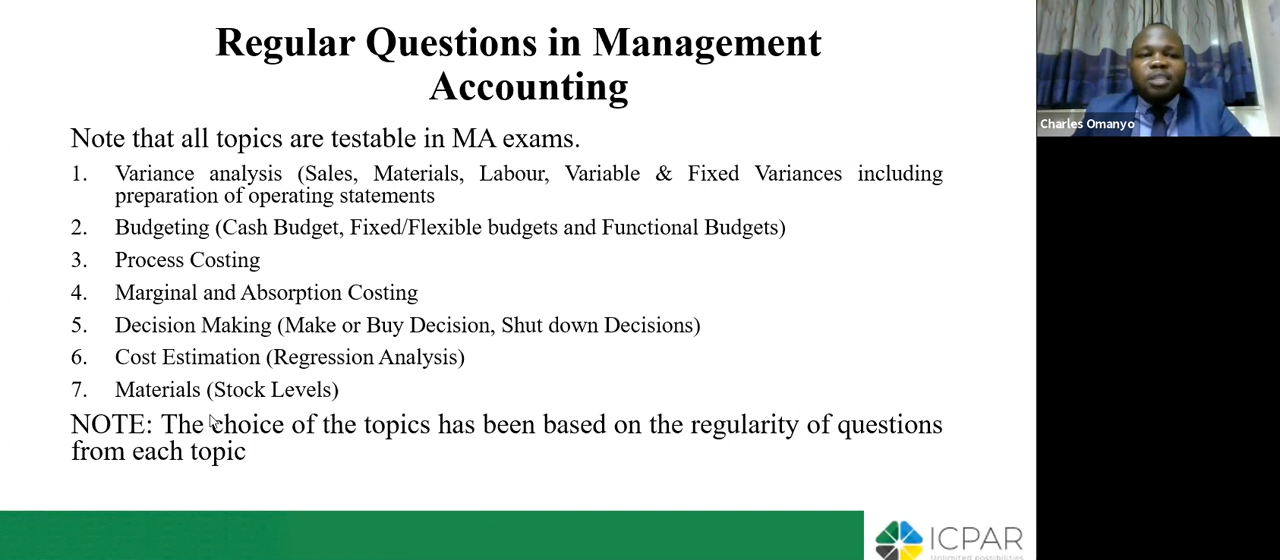 Regular Questions in Management
Accounting
Note that all topics are testable in MA exams.
1. Variance analysis (Sales, Materials, Labour, Variable & Fixed Variances including
preparation of operating statements
2. Budgeting (Cash Budget, Fixed/Flexible budgets and Functional Budgets)
3. Process Costing
4. Marginal and Absorption Costing
5. Decision Making (Make or Buy Decision, Shut down Decisions)
6. Cost Estimation (Regression Analysis)
7. Materials (Stock Levels)
NOTE: The choice of the topics has been based on the regularity of questions
from each topic
Charles Omanyo
ICPAR
Unlimited possibilities